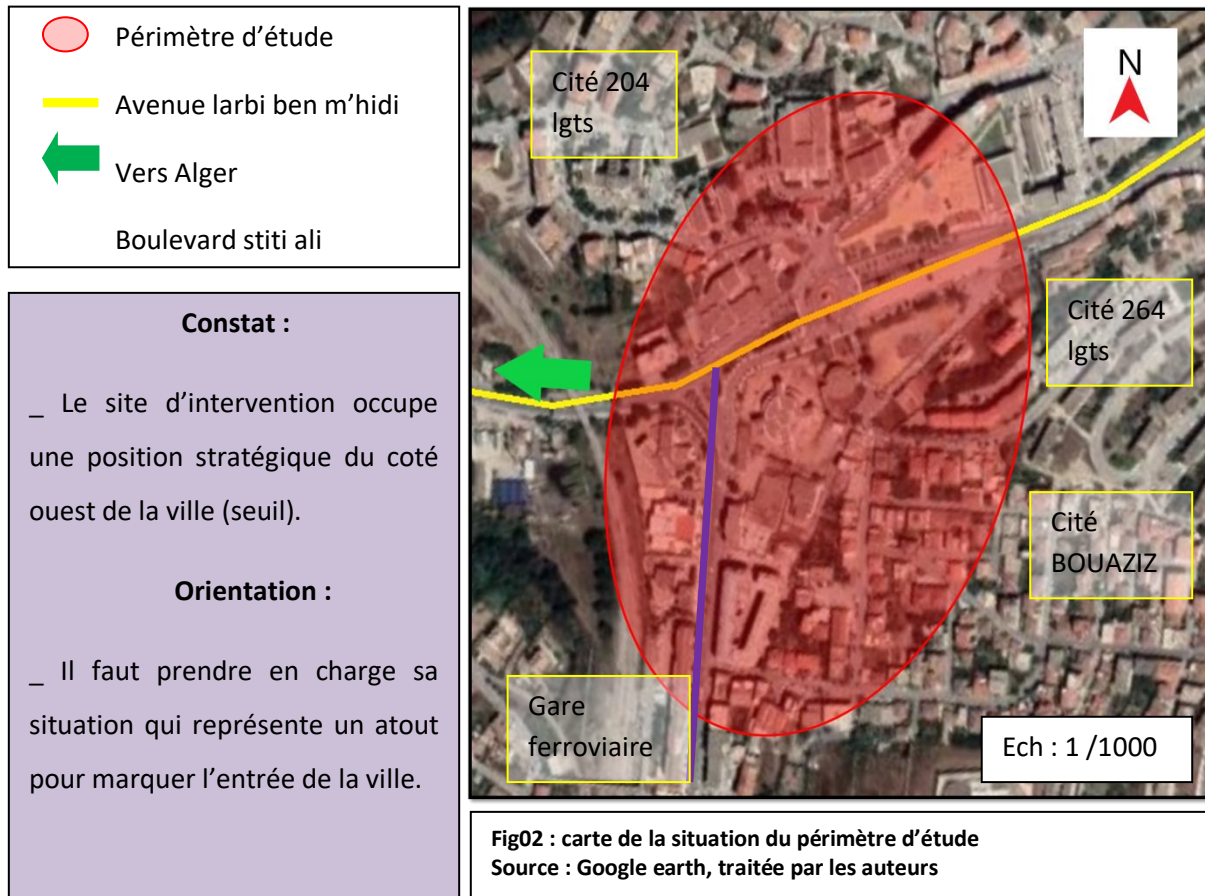 Périmètre d’étude
Avenue larbi ben m’hidi
Vers Alger
Boulevard stiti ali
Constat :
_ Le site d’intervention occupe
une position stratégique du coté
ouest de la ville (seuil).
Orientation :
_ Il faut prendre en charge sa
situation qui représente un atout
pour marquer l’entrée de la ville.
Cité 204
lgts
N
Cité 264
lgts
Cité
BOUAZIZ
Gare
ferroviaire
Ech : 1 /1000
Fig02 : carte de la situation du périmètre d’étude
Source : Google earth, traitée par les auteurs